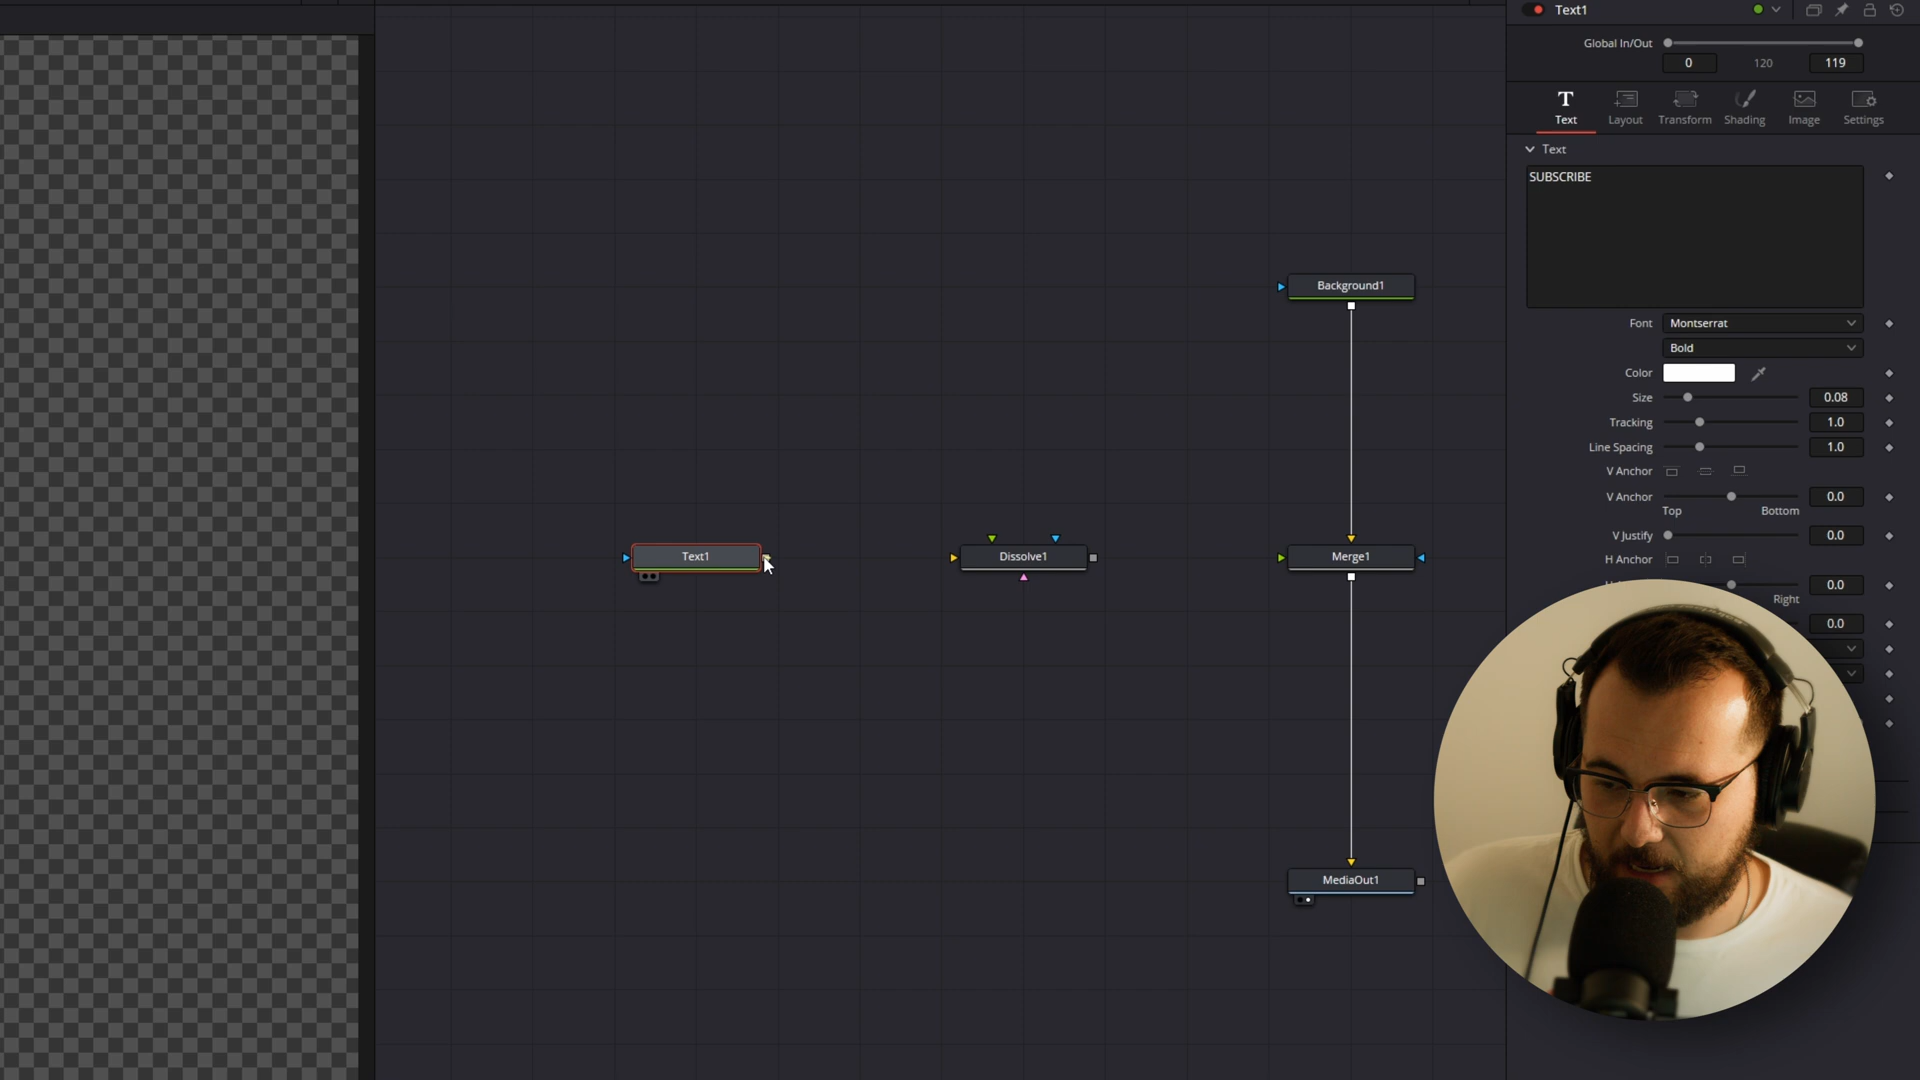 Text1
Global In/Out
0 120 119
Text Layout Transform Shading Image Settings
Text
SUBSCRIBE
Font Montserrat
Bold
Color
Size 0.08
Tracking 1.0
Line Spacing 1.0
V Anchor
V Anchor 0.0
Top Bottom
V Justify 0.0
H Anchor
0.0
Right
0.0
Background1
Text1
Dissolve1
Merge1
MediaOut1